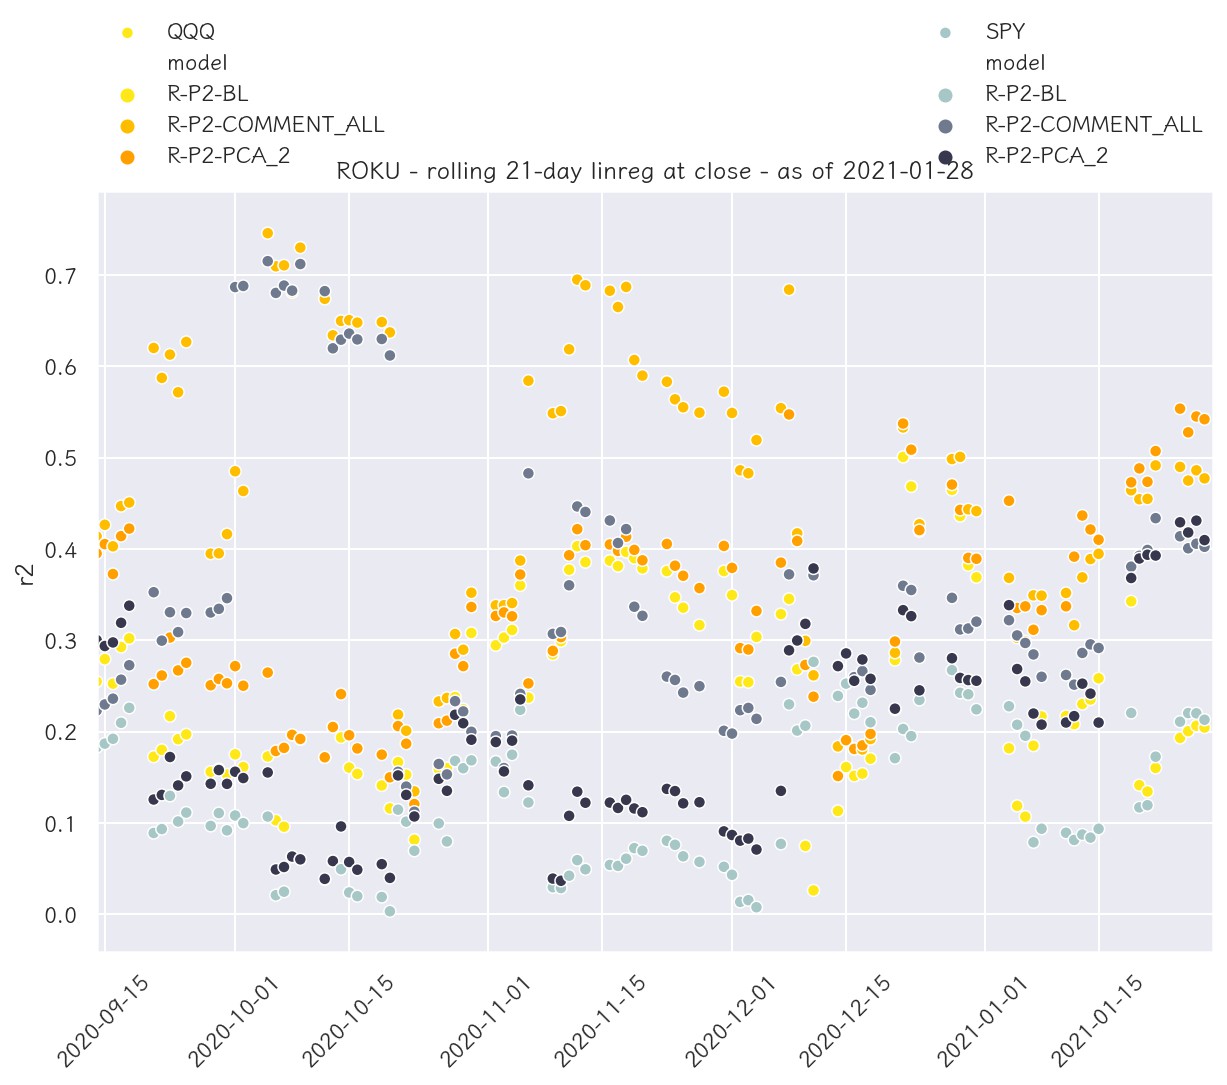 QQQ
model
R-P2-BL
R-P2-COMMENT_ALL
R-P2-PCA_2
SPY
model
R-P2-BL
R-P2-COMMENT_ALL
R-P2-PCA_2
ROKU - rolling 21-day linreg at close - as of 2021-01-28
0.7
0.6
0.5
0.4
0.3
0.2
0.1
0.0
r2
2020-09-15
2020-10-01
2020-10-15
2020-11-01
2020-11-15
2020-12-01
2020-12-15
2021-01-01
2021-01-15